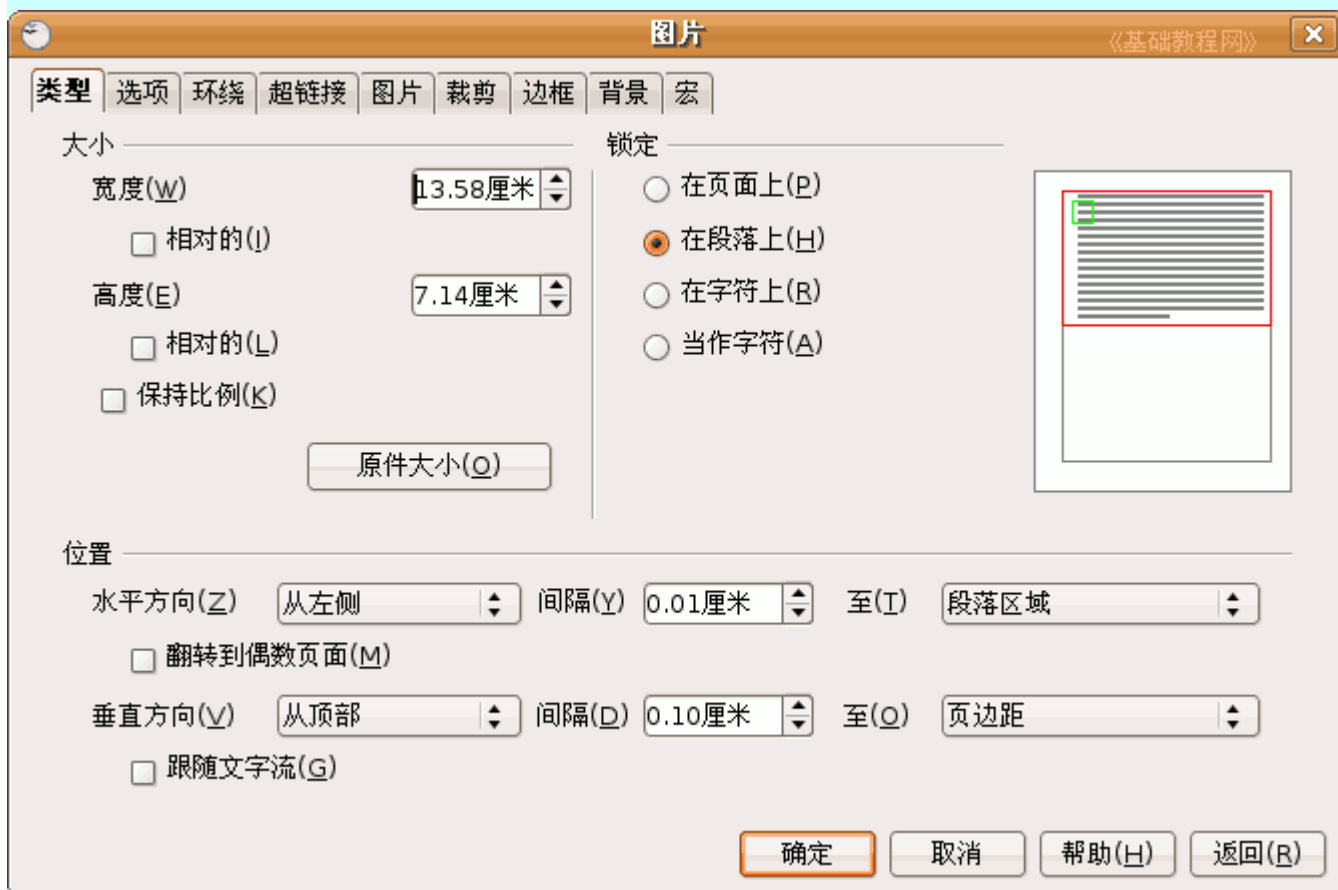 图片
《基础教程网》
类型 选项 环绕 超链接 图片 裁剪 边框 背景 宏
大小
宽度(W) 13.58厘米
相对的(I)
高度(E) 7.14厘米
相对的(L)
保持比例(K)
原件大小(O)
锁定
在页面上(P)
在段落上(H)
在字符上(R)
当作字符(A)
位置
水平方向(Z) 从左侧 间隔(Y) 0.01厘米 至(T) 段落区域
翻转到偶数页面(M)
垂直方向(V) 从顶部 间隔(D) 0.10厘米 至(O) 页边距
跟随文字流(G)
确定 取消 帮助(H) 返回(R)